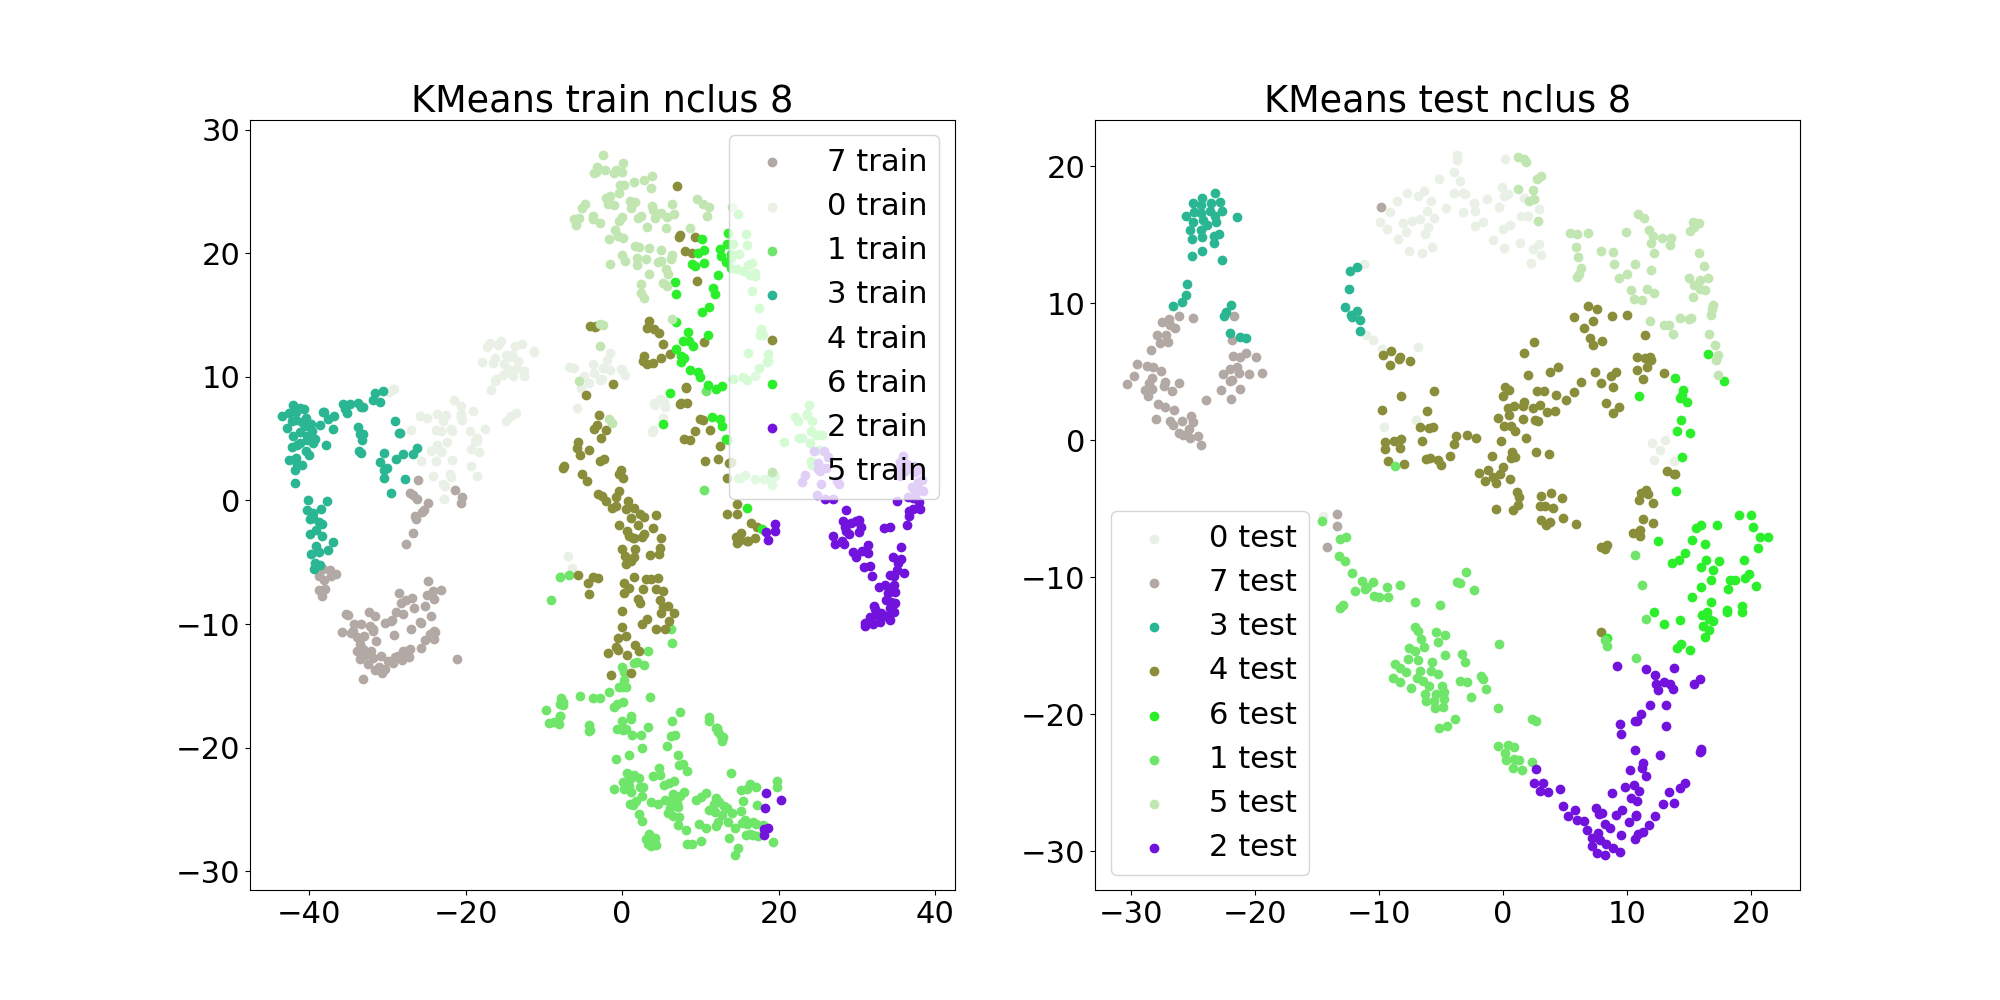 KMeans train nclus 8
30
20
10
0
−10
−20
−30
−40
−20
0
20
40
7 train
0 train
1 train
3 train
4 train
6 train
2 train
5 train
KMeans test nclus 8
20
10
0
−10
−20
−30
−30
−20
−10
0
10
20
0 test
7 test
3 test
4 test
6 test
1 test
5 test
2 test